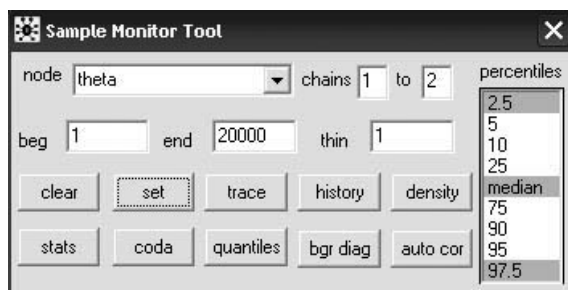 Sample Monitor Tool
node theta chains 1 to 2 percentiles
beg 1 end 20000 thin 1
clear set trace history density
stats coda quantiles bgr diag auto cor
2.5
5
10
25
median
75
90
95
97.5